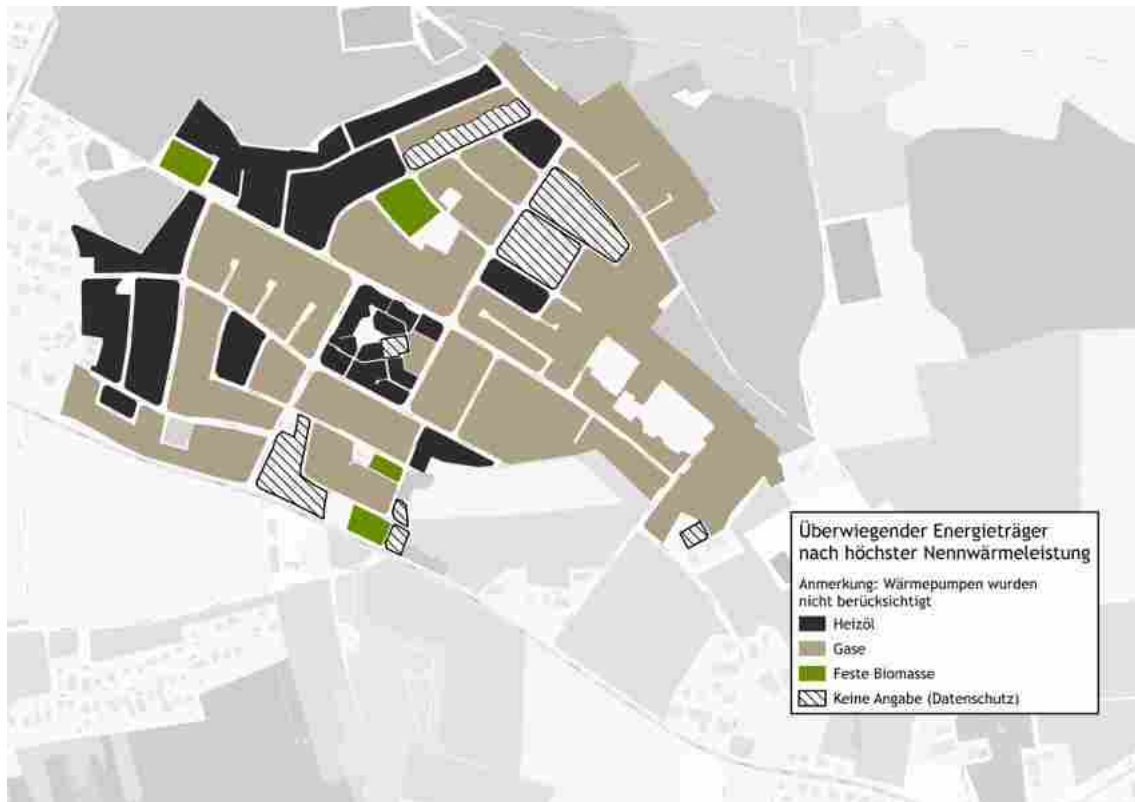 Überwiegender Energieträger
nach höchster Nennwärmeleistung
Anmerkung: Wärmepumpen wurden
nicht berücksichtigt
Heizöl
Gase
Feste Biomasse
Keine Angabe (Datenschutz)